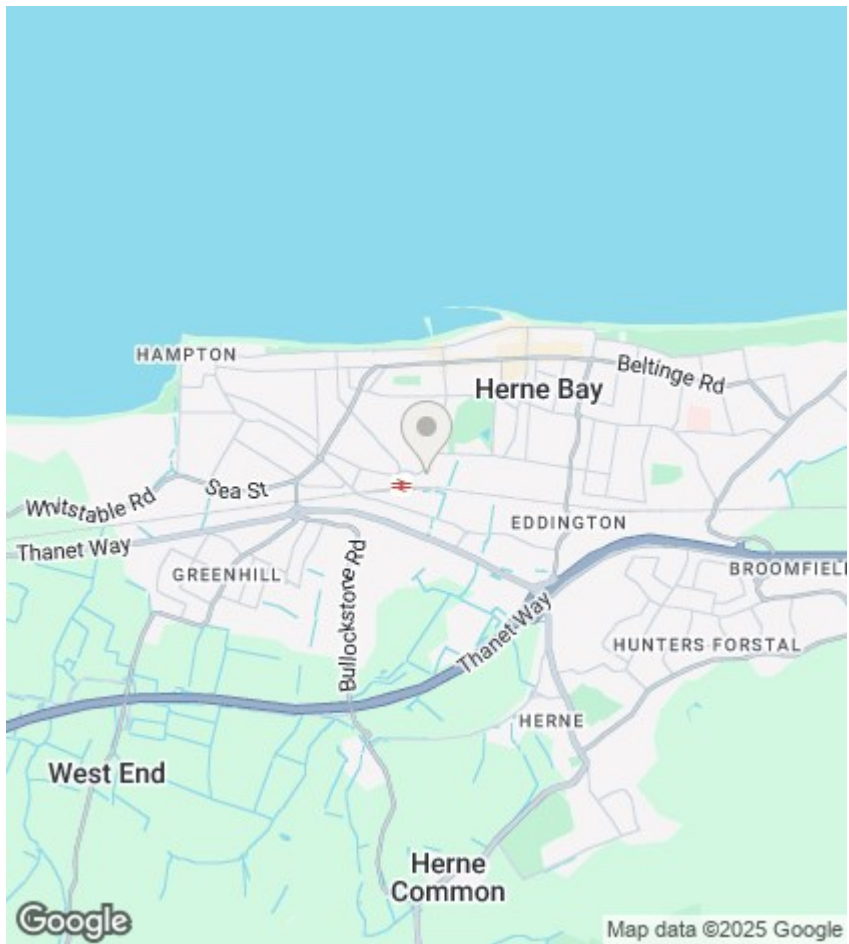 HAMPTON
Beltinge Rd
Herne Bay
Sea St
Whitstable Rd
EDDINGTON
Thanet Way
GREENHILL
BROOMFIELD
Bullockstone Rd
Thanet Way
HUNTERS FORSTAL
HERNE
West End
Herne
Common
Google
Map data ©2025 Google